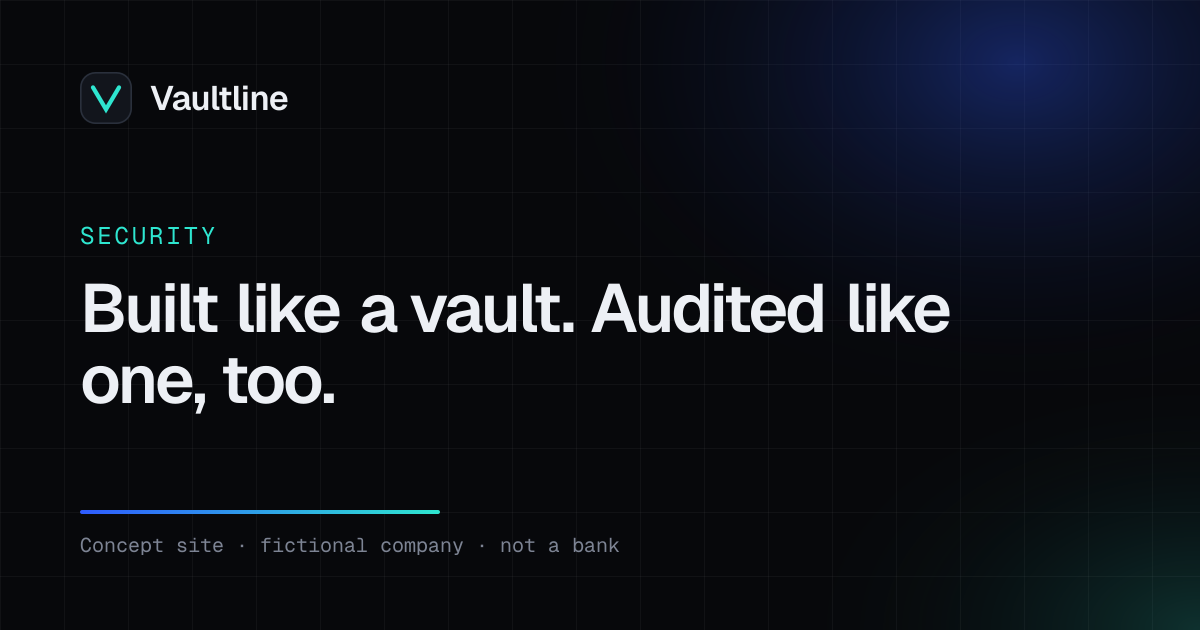 Vaultline
SECURITY
Built like a vault. Audited like
one, too.
Concept site · fictional company · not a bank